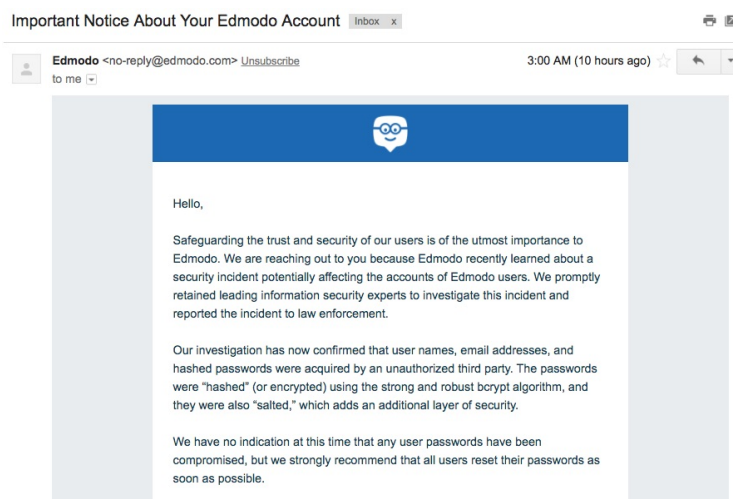 Important Notice About Your Edmodo Account Inbox x
Edmodo <no-reply@edmodo.com> Unsubscribe 3:00 AM (10 hours ago)
to me
Hello,
Safeguarding the trust and security of our users is of the utmost importance to
Edmodo. We are reaching out to you because Edmodo recently learned about a
security incident potentially affecting the accounts of Edmodo users. We promptly
retained leading information security experts to investigate this incident and
reported the incident to law enforcement.
Our investigation has now confirmed that user names, email addresses, and
hashed passwords were acquired by an unauthorized third party. The passwords
were “hashed” (or encrypted) using the strong and robust bcrypt algorithm, and
they were also “salted,” which adds an additional layer of security.
We have no indication at this time that any user passwords have been
compromised, but we strongly recommend that all users reset their passwords as
soon as possible.